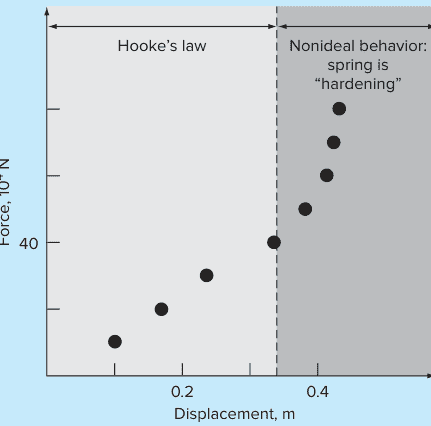 Hooke’s law
Nonideal behavior:
spring is
“hardening”
Force, 10⁴ N
40
0.2
0.4
Displacement, m